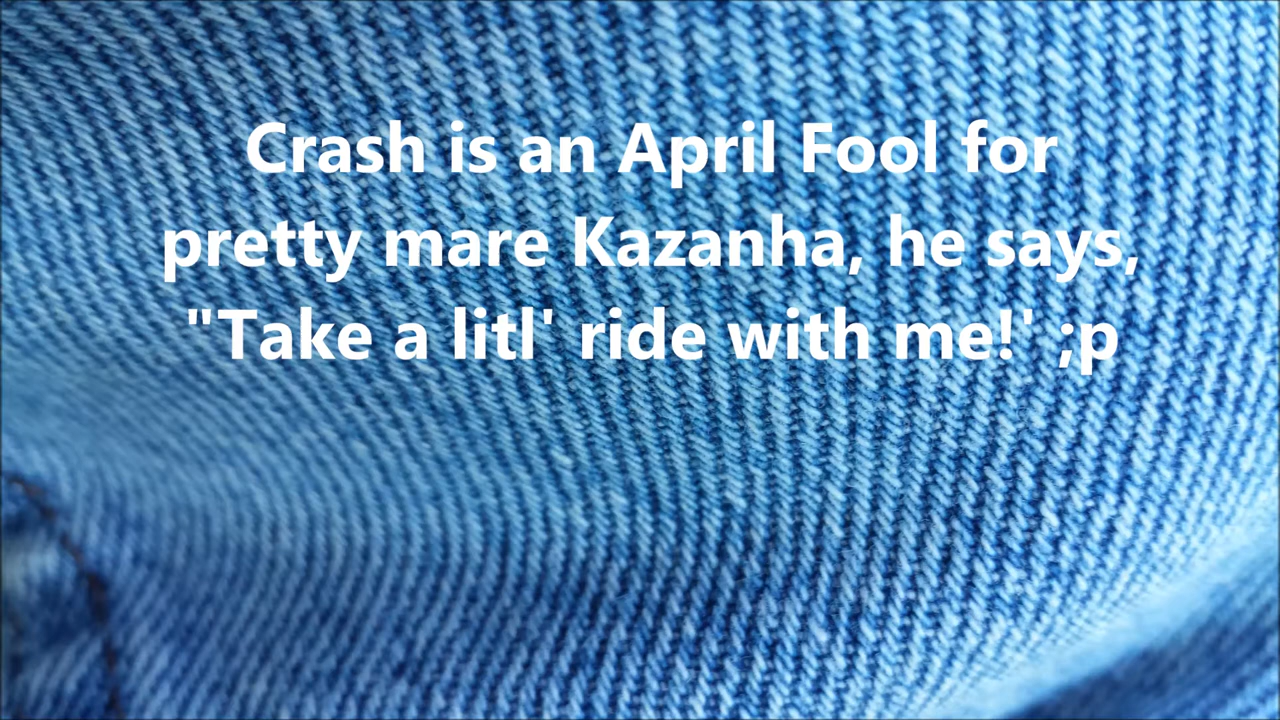 Crash is an April Fool for
pretty mare Kazanha, he says,
"Take a litl' ride with me!' ;p